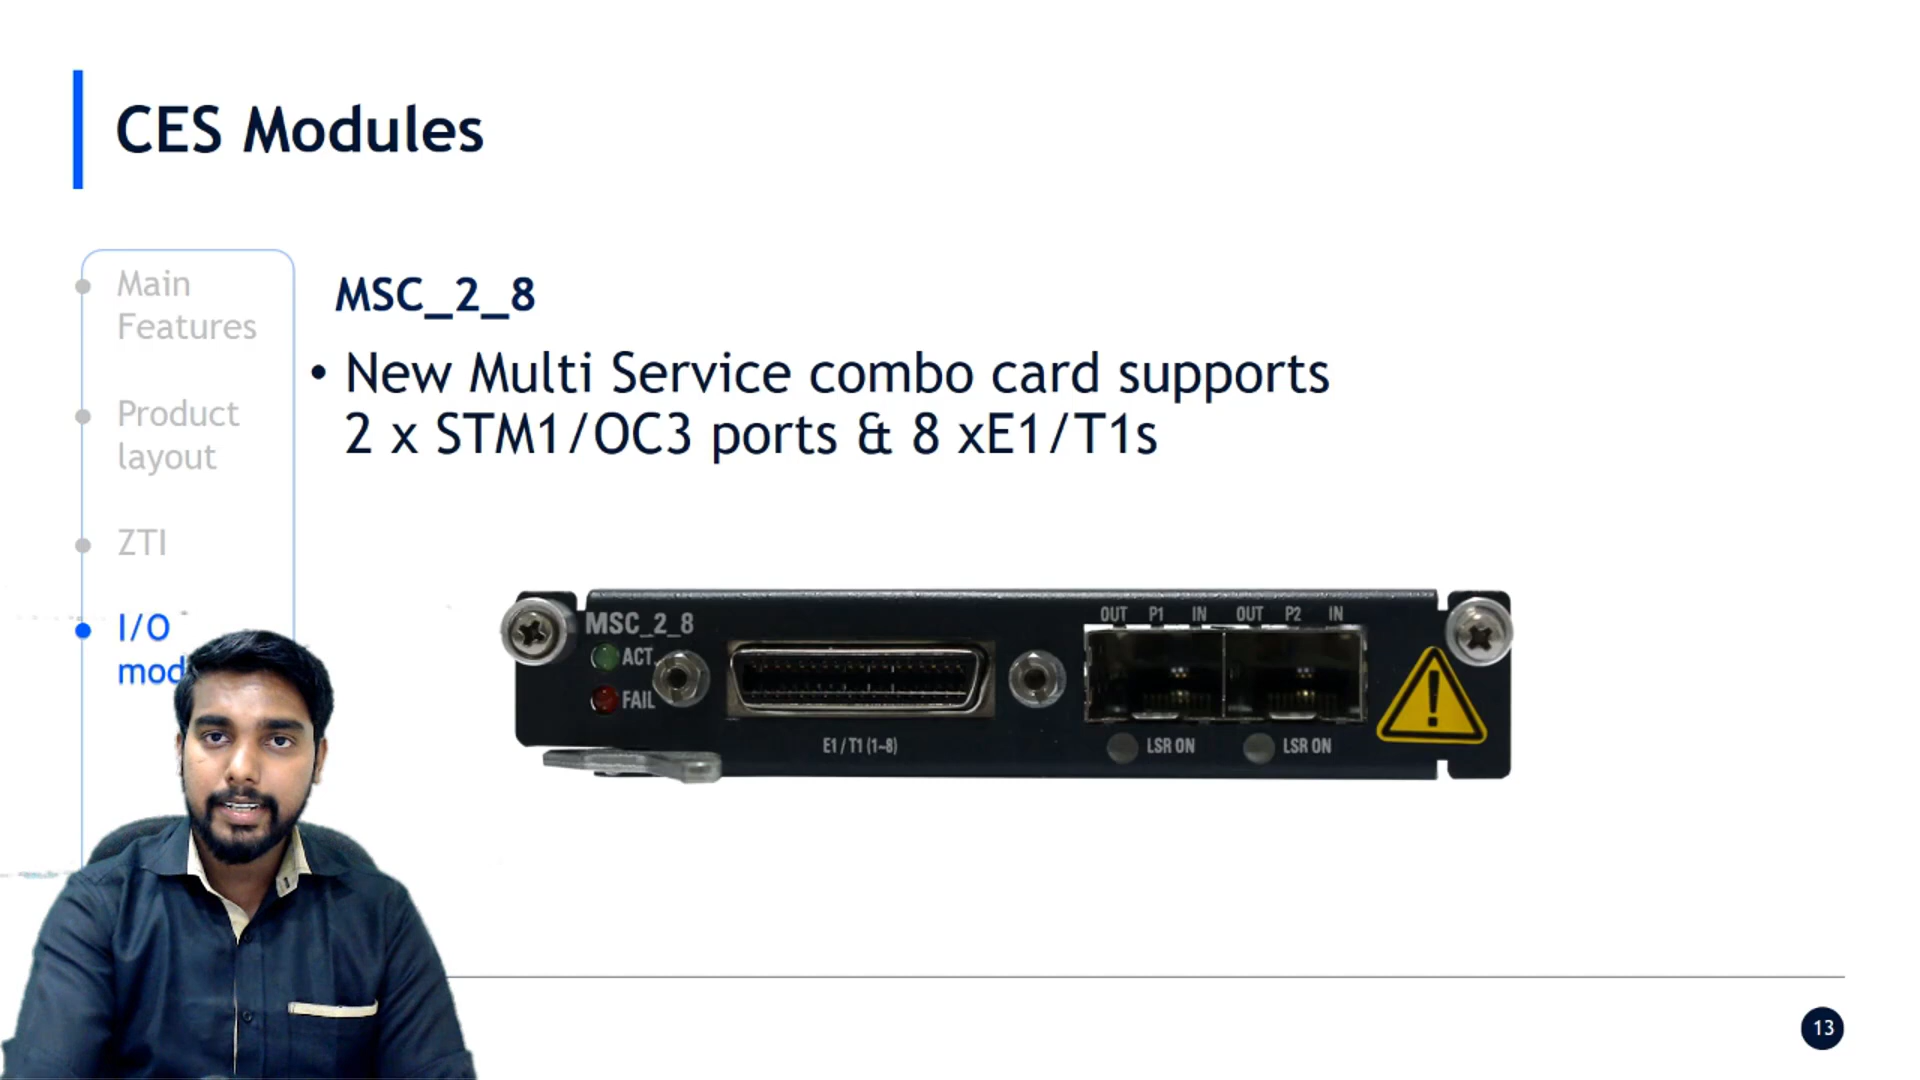 CES Modules
Main
Features
Product
layout
ZTI
I/O
mod
MSC_2_8
• New Multi Service combo card supports
2 x STM1/OC3 ports & 8 xE1/T1s
MSC_2_8
ACT
FAIL
E1 / T1 (1-8)
OUT P1 IN OUT P2 IN
LSR ON LSR ON
13